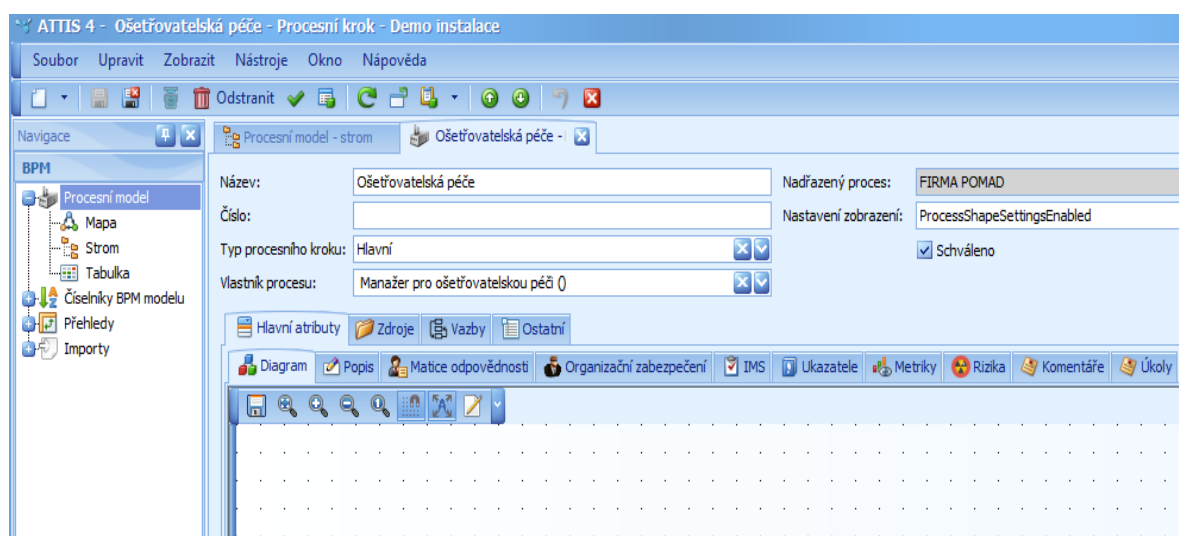 ATTIS 4 - Ošetřovatelská péče - Procesní krok - Demo instalace
Soubor Upravit Zobrazit Nástroje Okno Nápověda
Odstranit
Navigace
BPM
Procesní model
Mapa
Strom
Tabulka
Číselníky BPM modelu
Přehledy
Importy
Procesní model - strom Ošetřovatelská péče -
Název: Ošetřovatelská péče Nadřazený proces: FIRMA POMAD
Číslo: Nastavení zobrazení: ProcessShapeSettingsEnabled
Typ procesního kroku: Hlavní Schváleno
Vlastník procesu: Manažer pro ošetřovatelskou péči ()
Hlavní atributy Zdroje Vazby Ostatní
Diagram Popis Matice odpovědnosti Organizační zabezpečení IMS Ukazatele Metriky Rizika Komentáře Úkoly